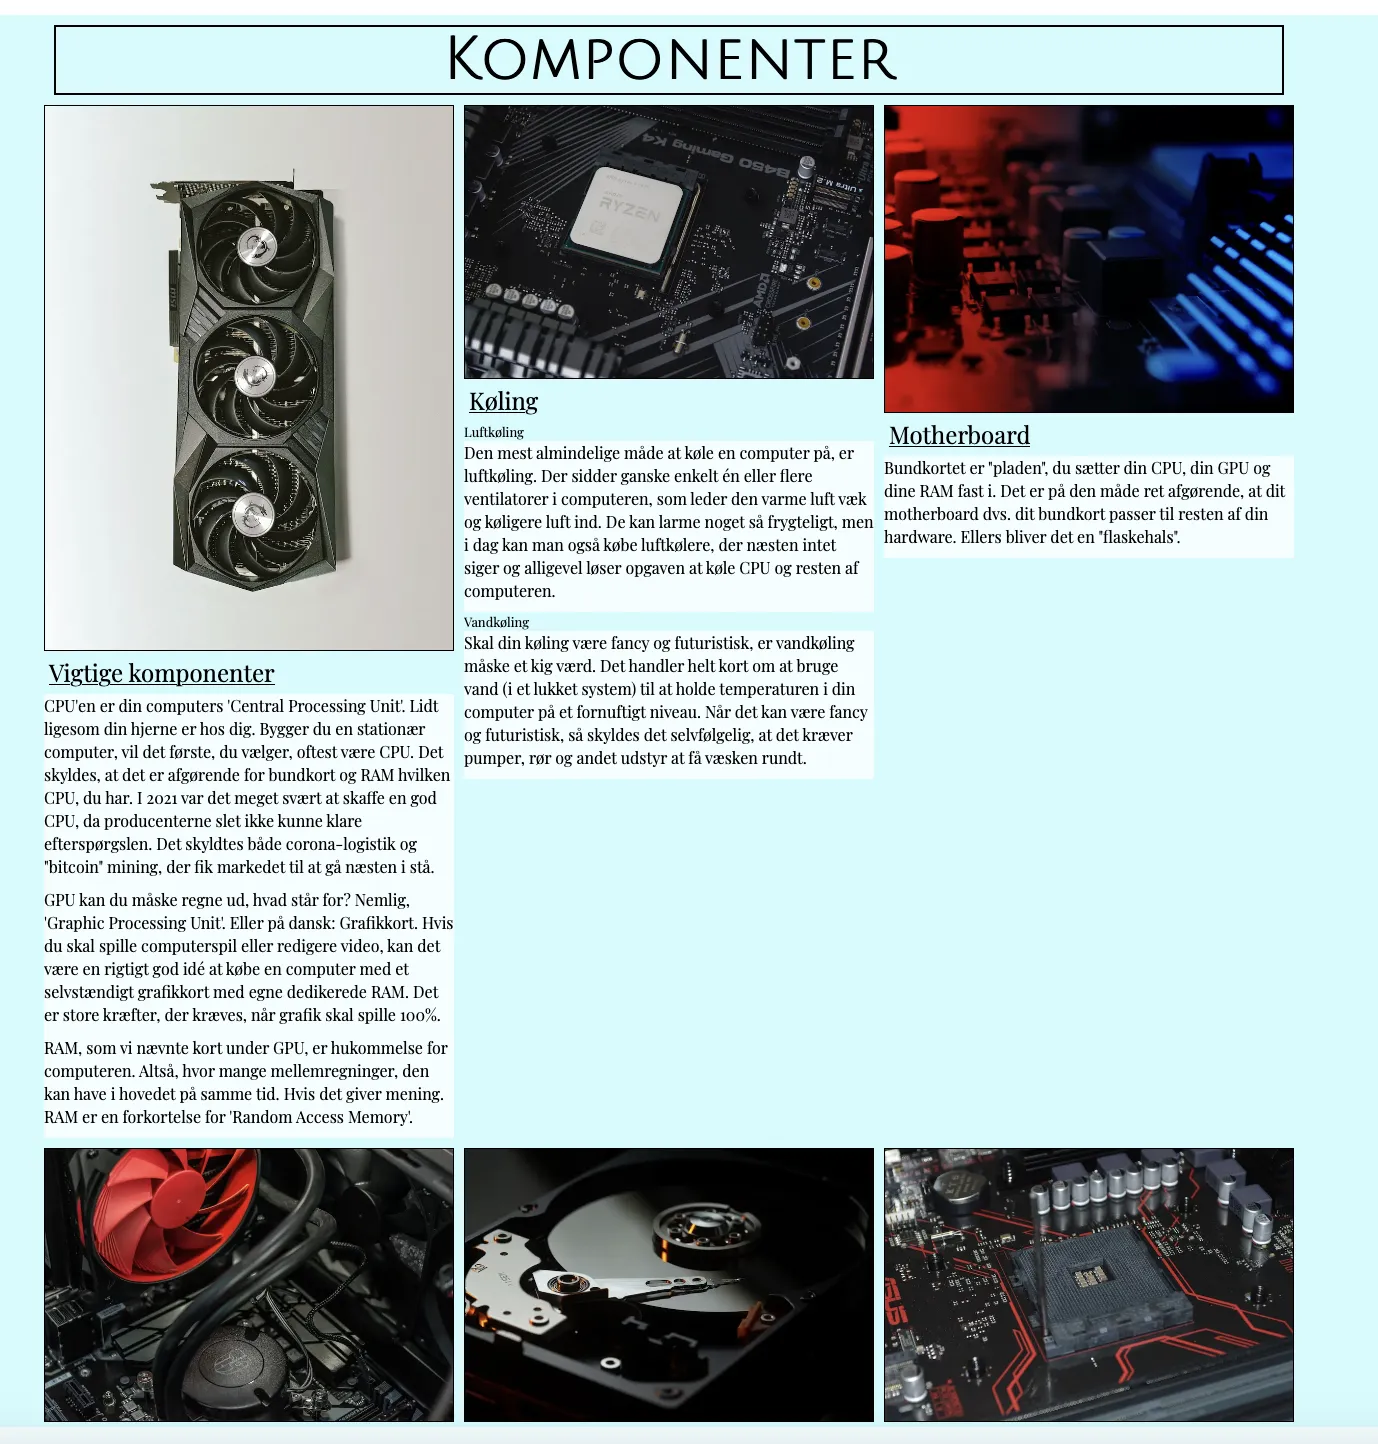 Komponenter
RYZEN
B450 Gaming K4
Ultra M.2
AMD
Vigtige komponenter
CPU'en er din computers 'Central Processing Unit'. Lidt
ligesom din hjerne er hos dig. Bygger du en stationær
computer, vil det første, du vælger, oftest være CPU. Det
skyldes, at det er afgørende for bundkort og RAM hvilken
CPU, du har. I 2021 var det meget svært at skaffe en god
CPU, da producenterne slet ikke kunne klare
efterspørgslen. Det skyldtes både corona-logistik og
"bitcoin" mining, der fik markedet til at gå næsten i stå.
GPU kan du måske regne ud, hvad står for? Nemlig,
'Graphic Processing Unit'. Eller på dansk: Grafikkort. Hvis
du skal spille computerspil eller redigere video, kan det
være en rigtigt god idé at købe en computer med et
selvstændigt grafikkort med egne dedikerede RAM. Det
er store kræfter, der kræves, når grafik skal spille 100%.
RAM, som vi nævnte kort under GPU, er hukommelse for
computeren. Altså, hvor mange mellemregninger, den
kan have i hovedet på samme tid. Hvis det giver mening.
RAM er en forkortelse for 'Random Access Memory'.
Køling
Luftkøling
Den mest almindelige måde at køle en computer på, er
luftkøling. Der sidder ganske enkelt én eller flere
ventilatorer i computeren, som leder den varme luft væk
og køligere luft ind. De kan larme noget så frygteligt, men
i dag kan man også købe luftkølere, der næsten intet
siger og alligevel løser opgaven at køle CPU og resten af
computeren.
Vandkøling
Skal din køling være fancy og futuristisk, er vandkøling
måske et kig værd. Det handler helt kort om at bruge
vand (i et lukket system) til at holde temperaturen i din
computer på et fornuftigt niveau. Når det kan være fancy
og futuristisk, så skyldes det selvfølgelig, at det kræver
pumper, rør og andet udstyr at få væsken rundt.
Motherboard
Bundkortet er "pladen", du sætter din CPU, din GPU og
dine RAM fast i. Det er på den måde ret afgørende, at dit
motherboard dvs. dit bundkort passer til resten af din
hardware. Ellers bliver det en "flaskehals".
ASUS